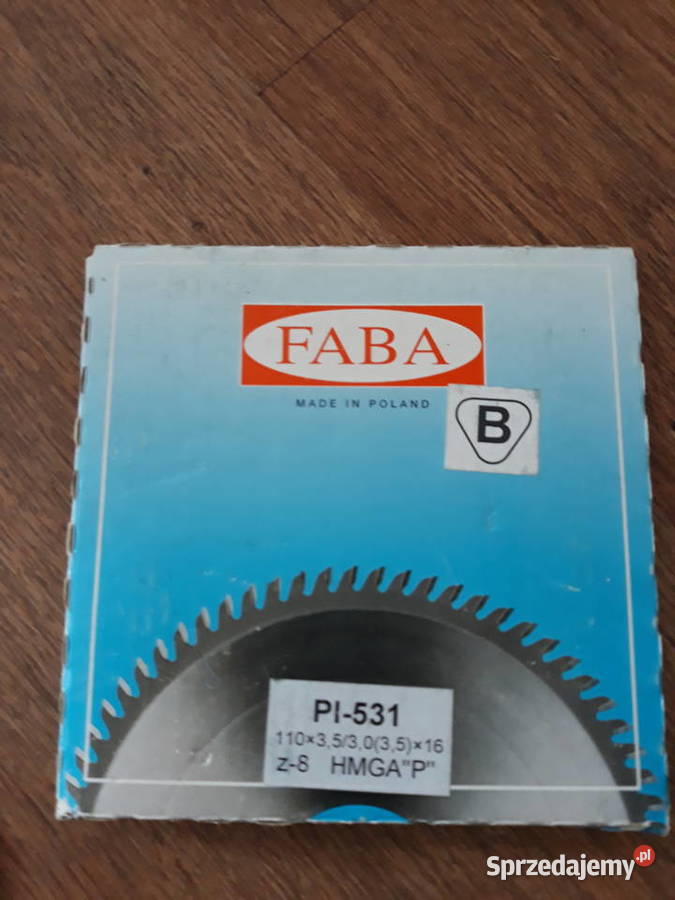 FABA
MADE IN POLAND
B
PI-531
110×3,5/3,0(3,5)×16
z-8 HMGA"P"
Sprzedajemy.pl